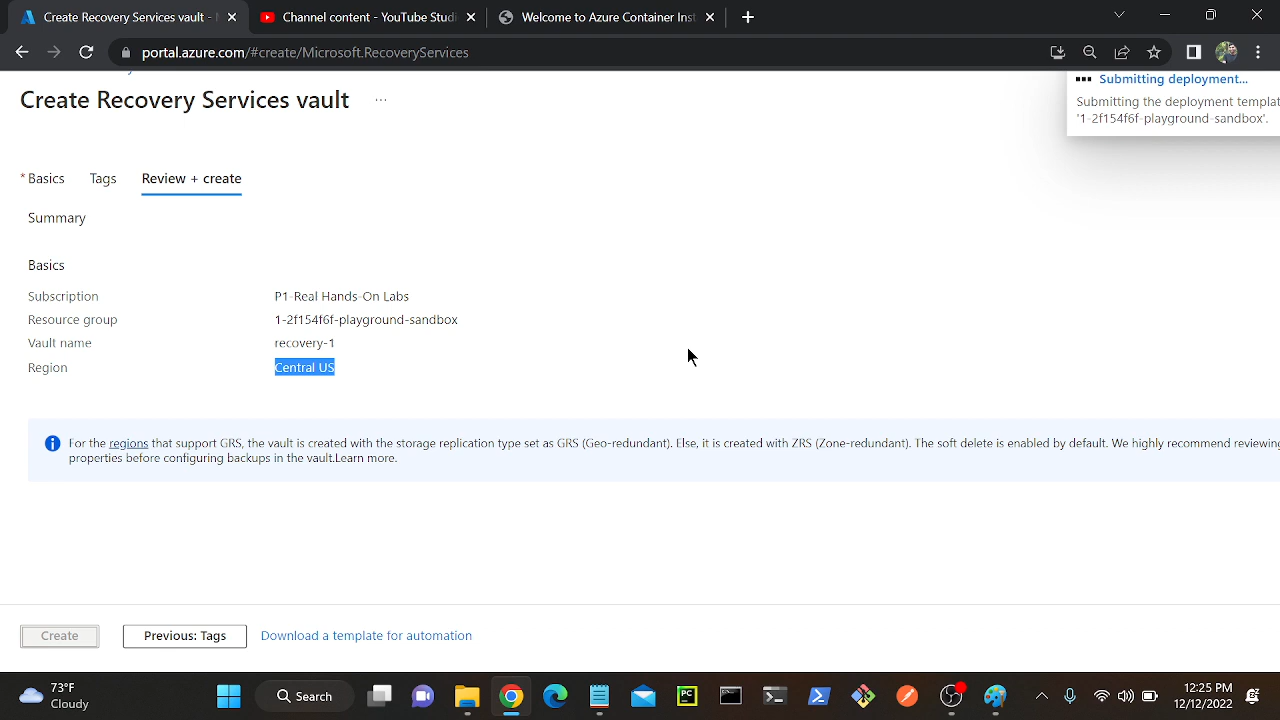 Create Recovery Services vault -
Channel content - YouTube Studi
Welcome to Azure Container Inst
portal.azure.com/#create/Microsoft.RecoveryServices
Submitting deployment...
Submitting the deployment templat
'1-2f154f6f-playground-sandbox'.
Create Recovery Services vault ...
* Basics Tags Review + create
Summary
Basics
Subscription P1-Real Hands-On Labs
Resource group 1-2f154f6f-playground-sandbox
Vault name recovery-1
Region Central US
For the regions that support GRS, the vault is created with the storage replication type set as GRS (Geo-redundant). Else, it is created with ZRS (Zone-redundant). The soft delete is enabled by default. We highly recommend reviewing
properties before configuring backups in the vault.Learn more.
Create Previous: Tags Download a template for automation
73°F
Cloudy
Search
PC
12:25 PM
12/12/2022